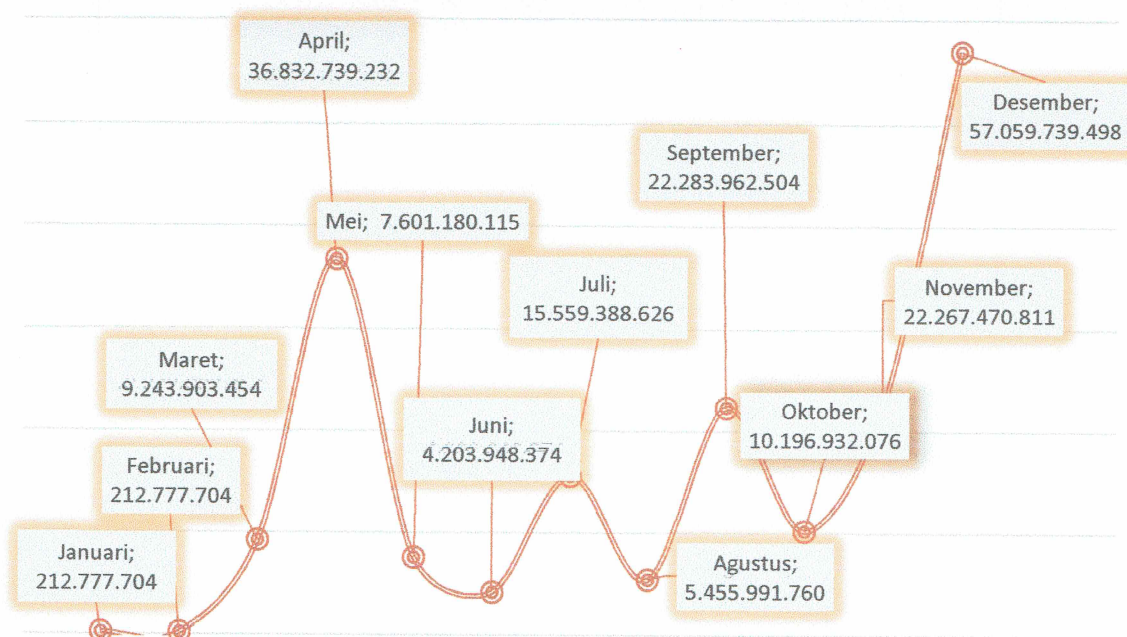 April;
36.832.739.232
Desember;
57.059.739.498
September;
22.283.962.504
Mei; 7.601.180.115
Juli;
15.559.388.626
November;
22.267.470.811
Maret;
9.243.903.454
Juni;
4.203.948.374
Oktober;
10.196.932.076
Februari;
212.777.704
Januari;
212.777.704
Agustus;
5.455.991.760